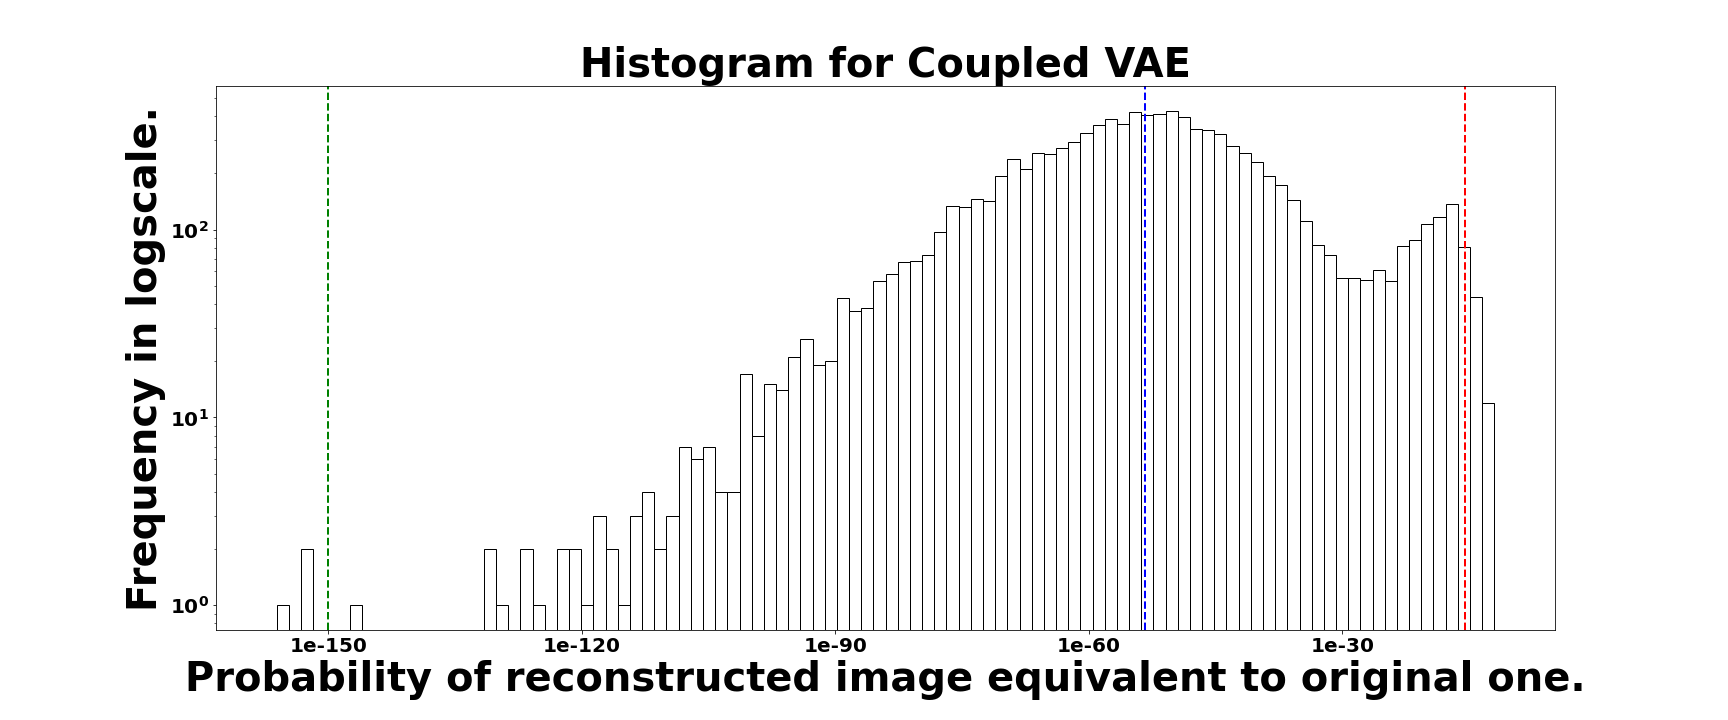 Histogram for Coupled VAE
Frequency in logscale.
10²
10¹
10⁰
1e-150 1e-120 1e-90 1e-60 1e-30
Probability of reconstructed image equivalent to original one.